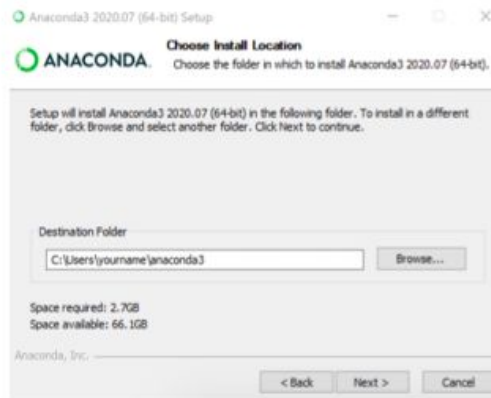 Anaconda3 2020.07 (64-bit) Setup
ANACONDA.
Choose Install Location
Choose the folder in which to install Anaconda3 2020.07 (64-bit).
Setup will install Anaconda3 2020.07 (64-bit) in the following folder. To install in a different
folder, click Browse and select another folder. Click Next to continue.
Destination Folder
C:\Users\yourname\anaconda3
Browse...
Space required: 2.7GB
Space available: 66.1GB
Anaconda, Inc.
< Back
Next >
Cancel